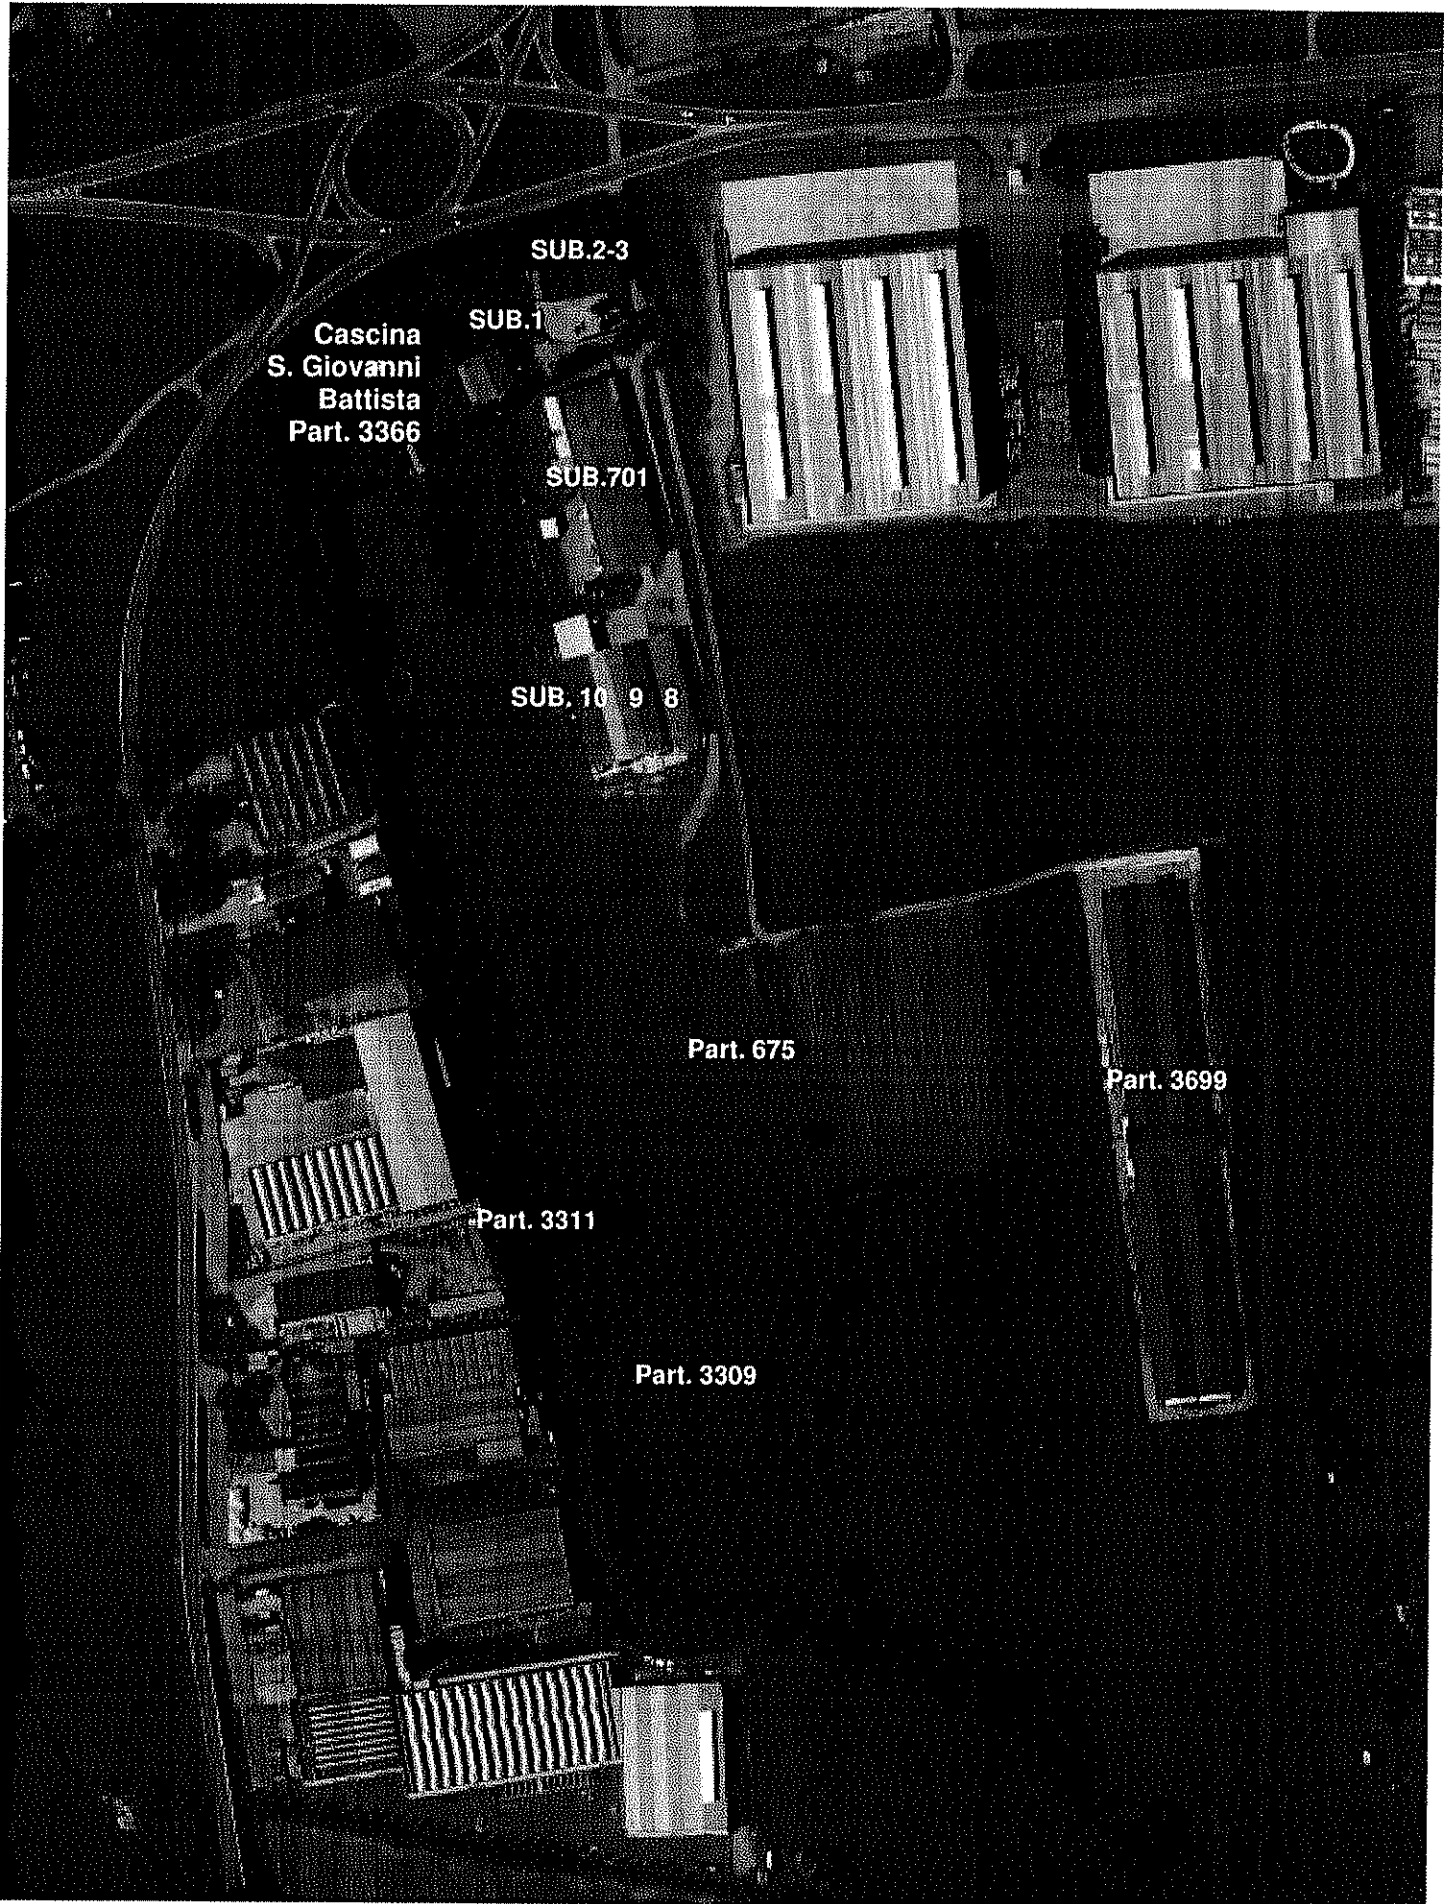 SUB.2-3
SUB.1
Cascina
S. Giovanni
Battista
Part. 3366
SUB.701
SUB. 10 9 8
Part. 675
Part. 3699
Part. 3311
Part. 3309